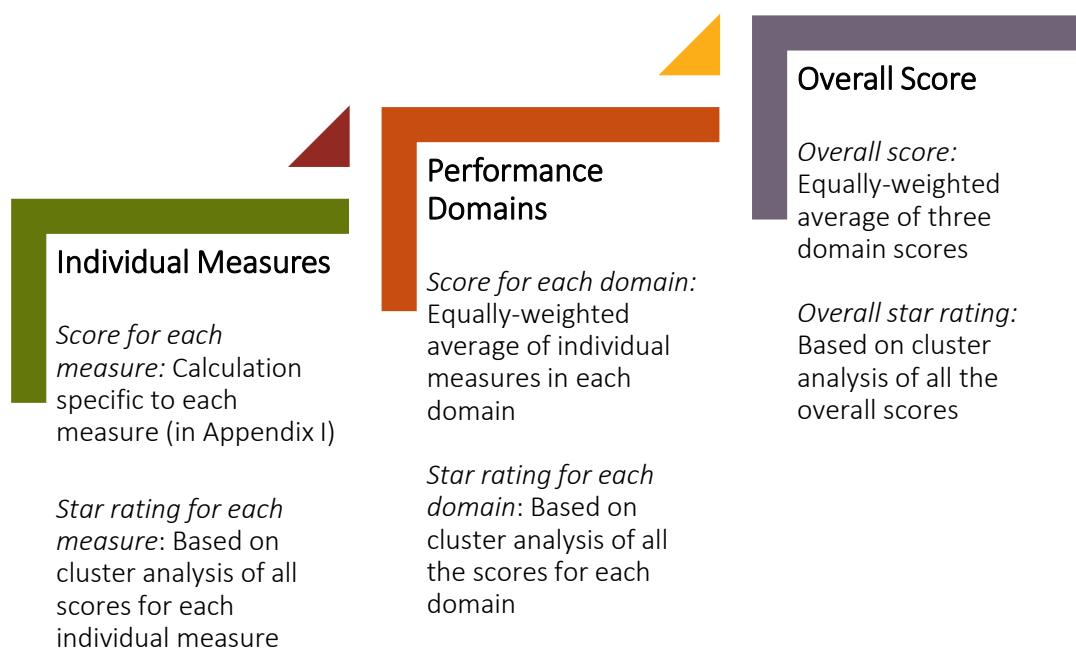 Individual Measures
Score for each
measure: Calculation
specific to each
measure (in Appendix I)
Star rating for each
measure: Based on
cluster analysis of all
scores for each
individual measure
Performance
Domains
Score for each domain:
Equally-weighted
average of individual
measures in each
domain
Star rating for each
domain: Based on
cluster analysis of all
the scores for each
domain
Overall Score
Overall score:
Equally-weighted
average of three
domain scores
Overall star rating:
Based on cluster
analysis of all the
overall scores